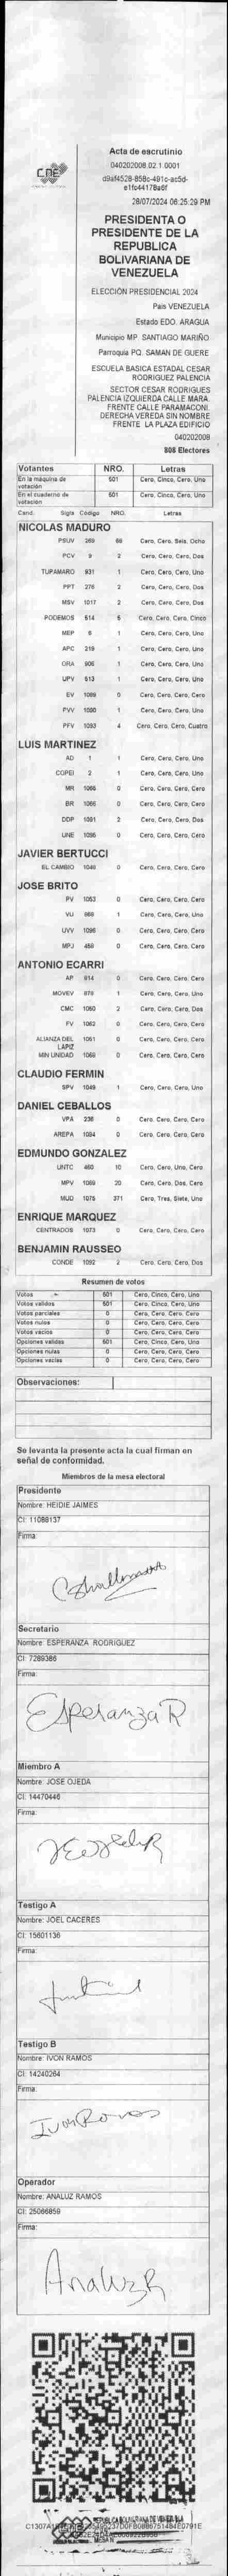 CNE
Acta de escrutinio
040202008.02.1.0001
28/07/2024 06:25:29 PM
PRESIDENTA O
PRESIDENTE DE LA
REPUBLICA
BOLIVARIANA DE
VENEZUELA
ELECCIÓN PRESIDENCIAL 2024
Pais VENEZUELA
Estado EDO. ARAGUA
Municipio MP. SANTIAGO MARIÑO
Parroquia PQ. SAMAN DE GUERE
ESCUELA BASICA ESTADAL CESAR
RODRIGUEZ PALENCIA
SECTOR CESAR RODRIGUES
PALENCIA IZQUIERDA CALLE MARA.
FRENTE CALLE PARAMACONI.
DERECHA VEREDA SIN NOMBRE
FRENTE LA PLAZA EDIFICIO
040202008
808 Electores
Votantes NRO. Letras
En la máquina de votación 501 Cero, Cinco, Cero, Uno
En el cuaderno de votación 501 Cero, Cinco, Cero, Uno
Cand. Sigla Codigo NRO. Letras
NICOLAS MADURO
PSUV 269 68 Cero, Cero, Seis, Ocho
PCV 9 2 Cero, Cero, Cero, Dos
TUPAMARO 931 1 Cero, Cero, Cero, Uno
PPT 276 2 Cero, Cero, Cero, Dos
MSV 1017 2 Cero, Cero, Cero, Dos
PODEMOS 514 5 Cero, Cero, Cero, Cinco
MEP 6 1 Cero, Cero, Cero, Uno
APC 219 1 Cero, Cero, Cero, Uno
ORA 906 1 Cero, Cero, Cero, Uno
UPV 513 1 Cero, Cero, Cero, Uno
EV 1089 0 Cero, Cero, Cero, Cero
PVV 1090 1 Cero, Cero, Cero, Uno
PFV 1093 4 Cero, Cero, Cero, Cuatro
LUIS MARTINEZ
AD 1 1 Cero, Cero, Cero, Uno
COPEI 2 1 Cero, Cero, Cero, Uno
MR 1066 0 Cero, Cero, Cero, Cero
BR 1065 0 Cero, Cero, Cero, Cero
DDP 1091 2 Cero, Cero, Cero, Dos
UNE 1095 0 Cero, Cero, Cero, Cero
JAVIER BERTUCCI
EL CAMBIO 1040 0 Cero, Cero, Cero, Cero
JOSE BRITO
PV 1053 0 Cero, Cero, Cero, Cero
VU 868 1 Cero, Cero, Cero, Uno
UVV 1096 0 Cero, Cero, Cero, Cero
MPJ 458 0 Cero, Cero, Cero, Cero
ANTONIO ECARRI
AP 914 0 Cero, Cero, Cero, Cero
MOVEV 979 1 Cero, Cero, Cero, Uno
CMC 1050 2 Cero, Cero, Cero, Dos
FV 1062 0 Cero, Cero, Cero, Cero
ALIANZA DEL LAPIZ 1051 0 Cero, Cero, Cero, Cero
MIN UNIDAD 1068 0 Cero, Cero, Cero, Cero
CLAUDIO FERMIN
SPV 1049 1 Cero, Cero, Cero, Uno
DANIEL CEBALLOS
VPA 236 0 Cero, Cero, Cero, Cero
AREPA 1034 0 Cero, Cero, Cero, Cero
EDMUNDO GONZALEZ
UNTC 460 10 Cero, Cero, Uno, Cero
MPV 1069 20 Cero, Cero, Dos, Cero
MUD 1075 371 Cero, Tres, Siete, Uno
ENRIQUE MARQUEZ
CENTRADOS 1073 0 Cero, Cero, Cero, Cero
BENJAMIN RAUSSEO
CONDE 1092 2 Cero, Cero, Cero, Dos
Resumen de votos
Votos 501 Cero, Cinco, Cero, Uno
Votos validos 501 Cero, Cinco, Cero, Uno
Votos parciales 0 Cero, Cero, Cero, Cero
Votos nulos 0 Cero, Cero, Cero, Cero
Votos vacios 0 Cero, Cero, Cero, Cero
Opciones validas 501 Cero, Cinco, Cero, Uno
Opciones nulas 0 Cero, Cero, Cero, Cero
Opciones vacias 0 Cero, Cero, Cero, Cero
Observaciones:
Se levanta la presente acta la cual firman en
señal de conformidad.
Miembros de la mesa electoral
Presidente
Nombre: HEIDIE JAIMES
CI: 11088137
Firma:
Secretario
Nombre: ESPERANZA RODRIGUEZ
CI: 7289386
Firma:
Esperanza R
Miembro A
Nombre: JOSE OJEDA
CI: 14470446
Firma:
Testigo A
Nombre: JOEL CACERES
CI: 15601136
Firma:
Testigo B
Nombre: IVON RAMOS
CI: 14240264
Firma:
Ivon Ramos
Operador
Nombre: ANALUZ RAMOS
CI: 25066859
Firma:
Analuz R